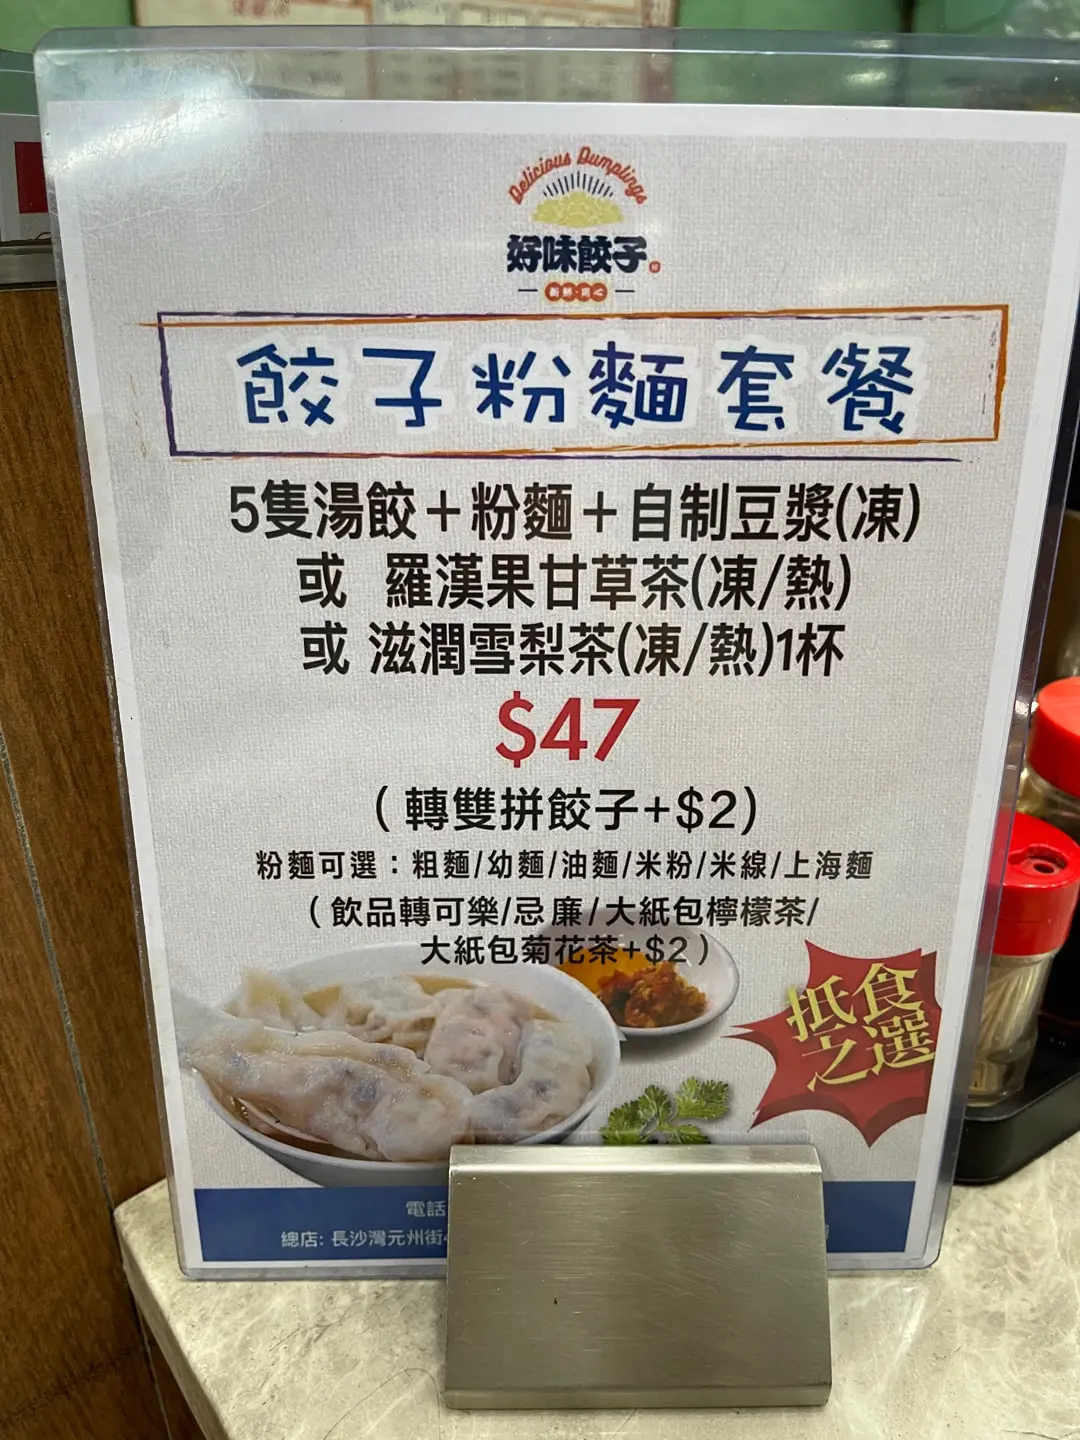 Delicious Dumplings
好味餃子
新鮮·用心
餃子粉麵套餐
5隻湯餃＋粉麵＋自制豆漿(凍)
或 羅漢果甘草茶(凍/熱)
或 滋潤雪梨茶(凍/熱)1杯
$47
（轉雙拼餃子+$2）
粉麵可選：粗麵/幼麵/油麵/米粉/米線/上海麵
（飲品轉可樂/忌廉/大紙包檸檬茶/
大紙包菊花茶+$2）
抵食
之選
電話
總店: 長沙灣元州街